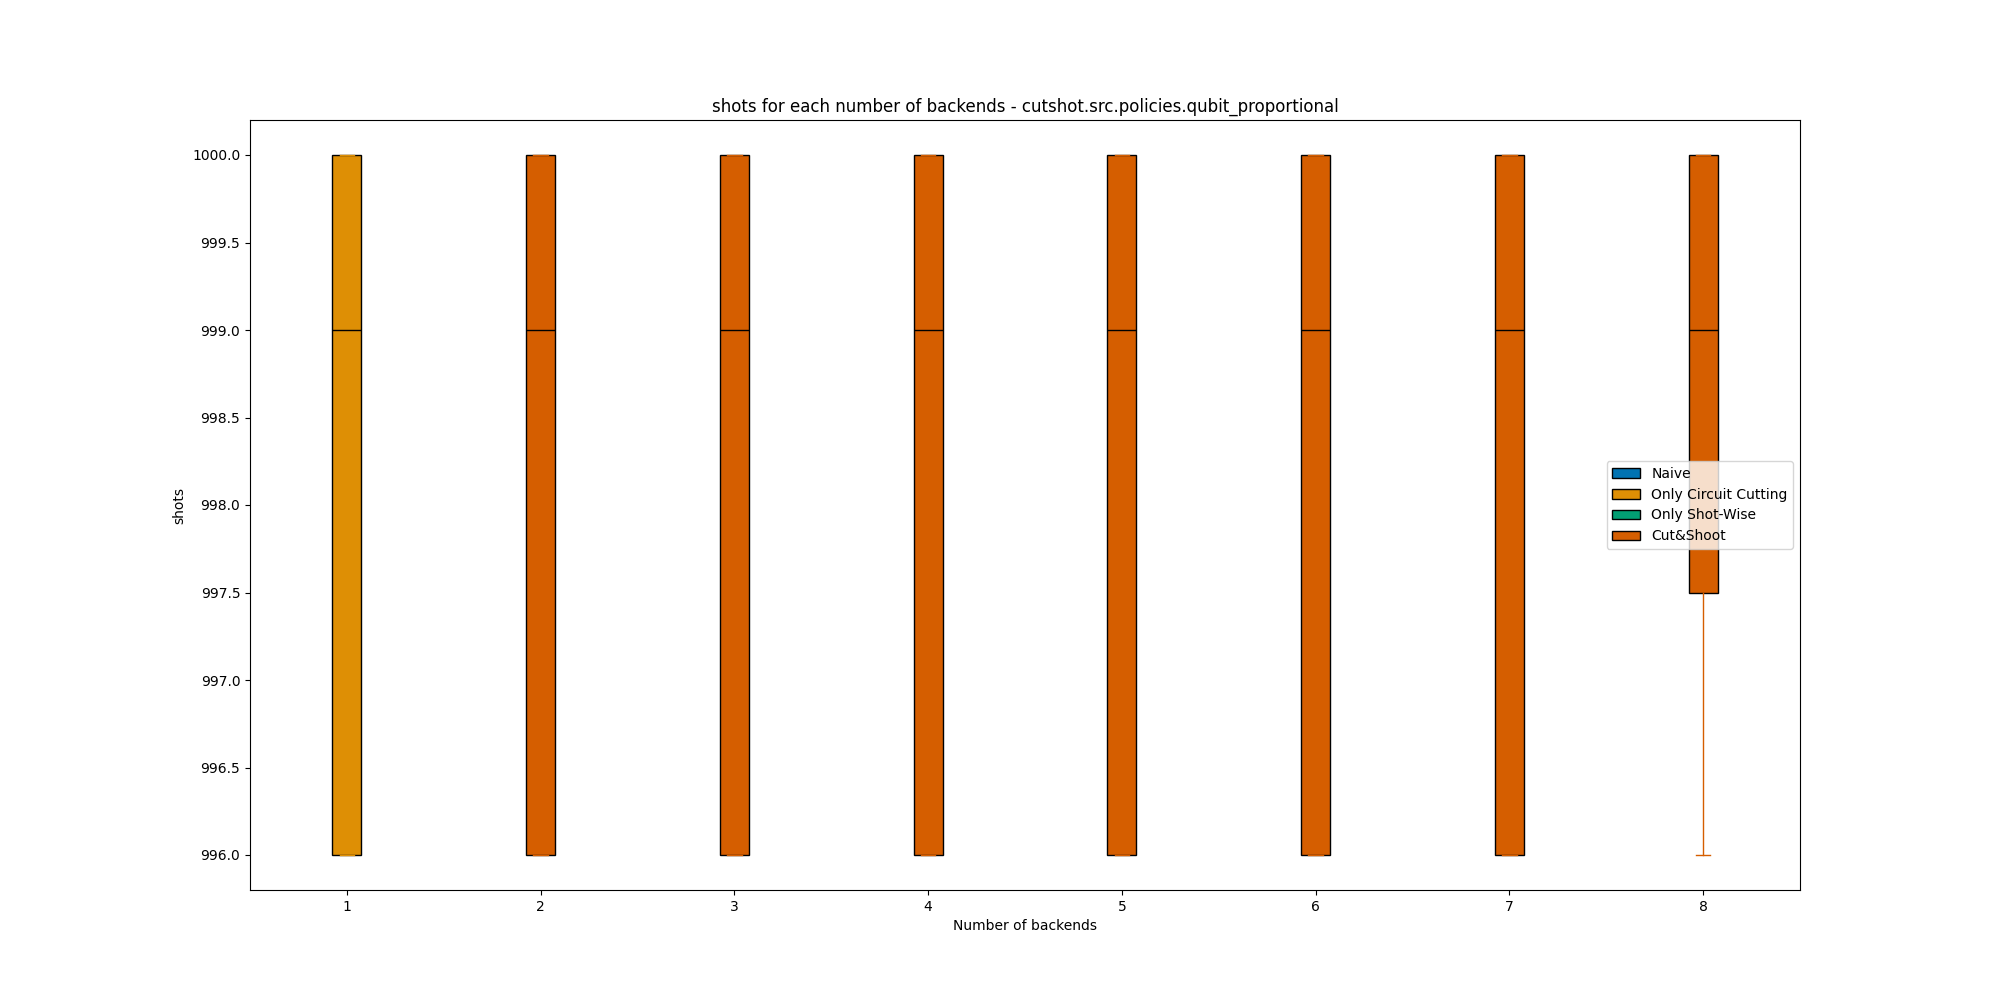 shots for each number of backends - cutshot.src.policies.qubit_proportional
1000.0
999.5
999.0
998.5
998.0
997.5
997.0
996.5
996.0
shots
Naive
Only Circuit Cutting
Only Shot-Wise
Cut&Shoot
1 2 3 4 5 6 7 8
Number of backends